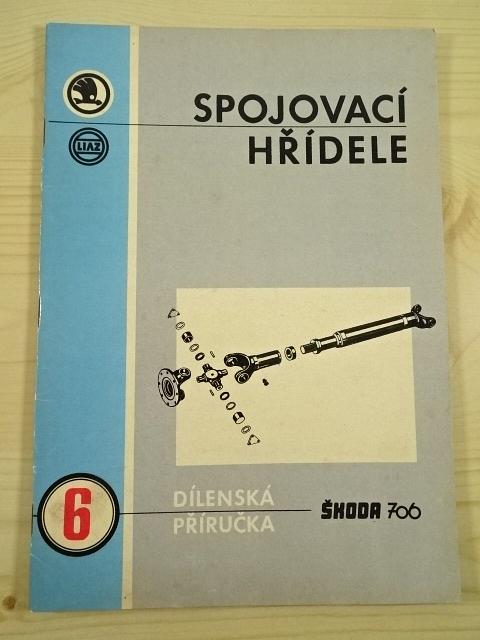 SPOJOVACÍ
HŘÍDELE
LIAZ
6
DÍLENSKÁ
PŘÍRUČKA
ŠKODA 706